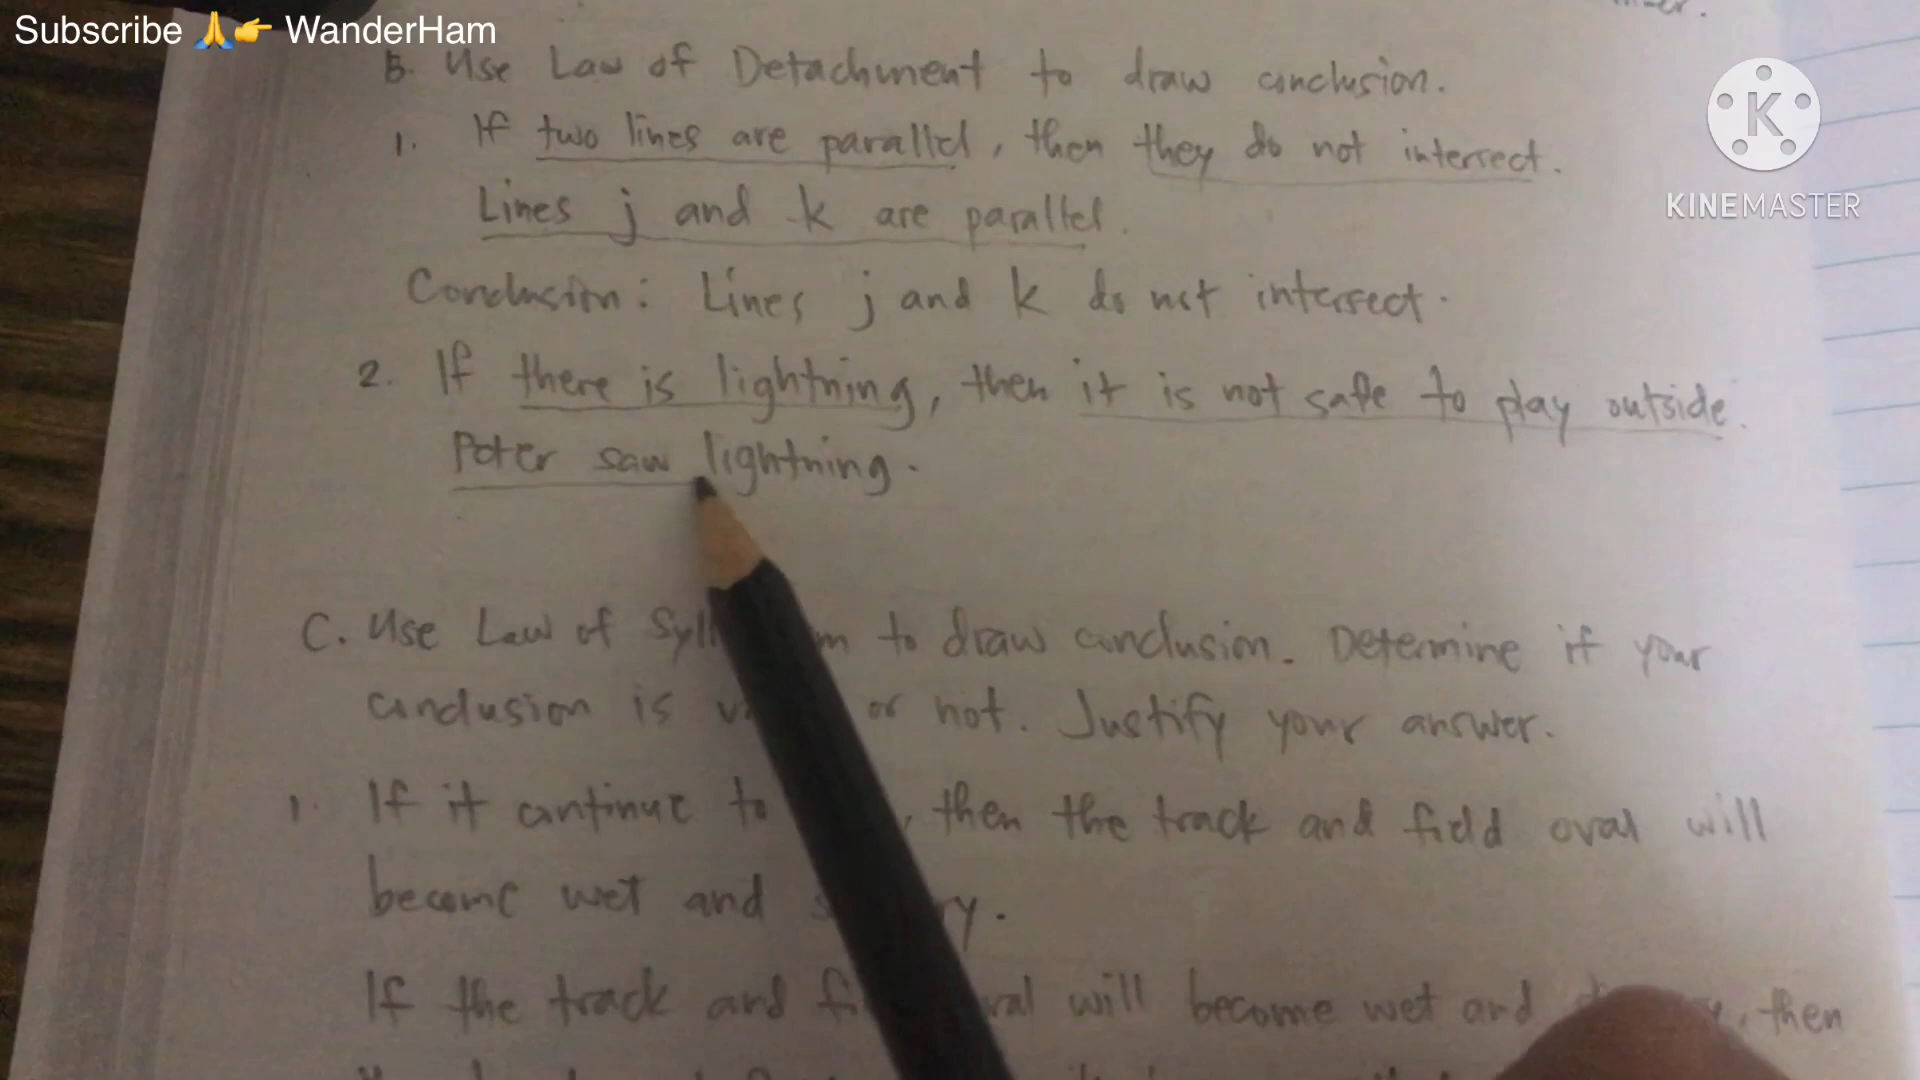 Subscribe 🙏👉 WanderHam
B. Use Law of Detachment to draw conclusion.
1. If two lines are parallel, then they do not intersect.
Lines j and k are parallel.
Conclusion: Lines j and k do not intersect.
2. If there is lightning, then it is not safe to play outside.
Peter saw lightning.
C. Use Law of to draw conclusion. Determine if your
conclusion is or not. Justify your answer.
1. If it continue to , then the track and field oval will
become wet and
If the track and will become wet and , then
K
KINEMASTER